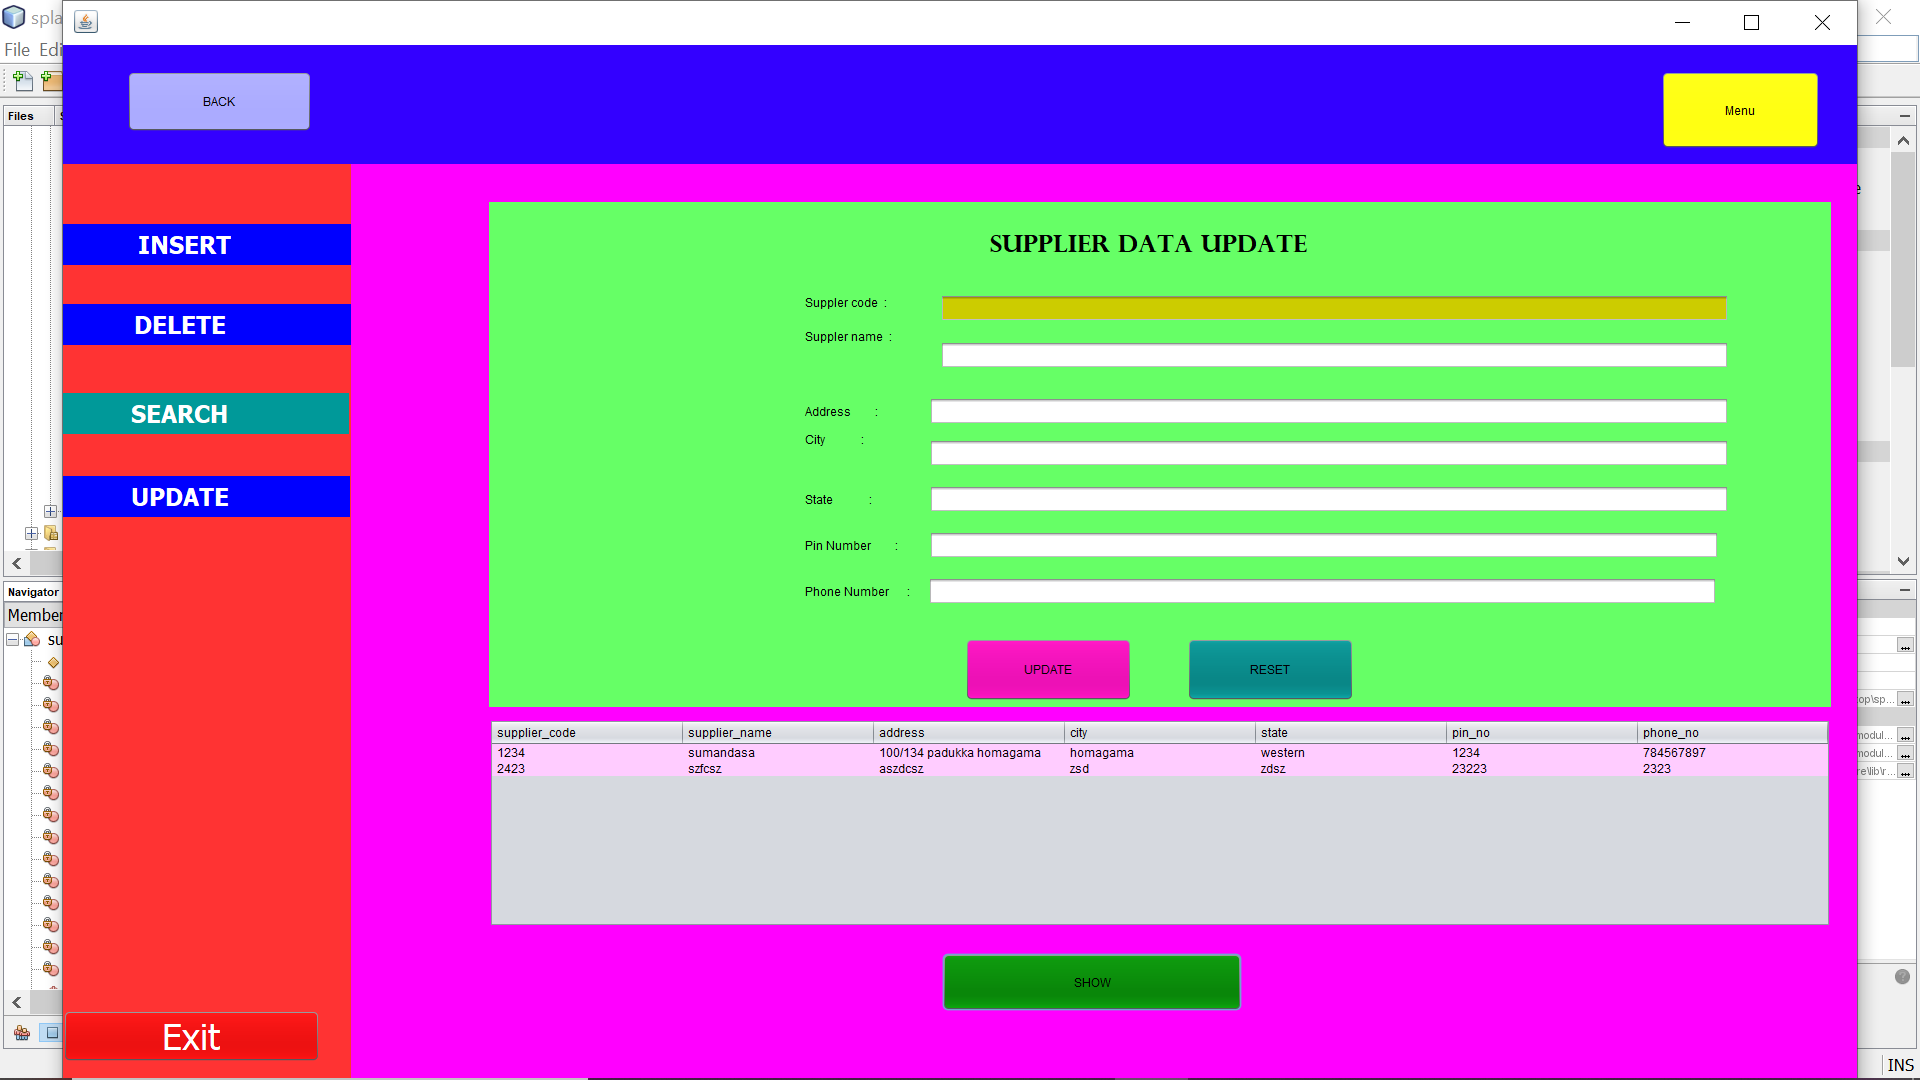 spla
File Edi
BACK
Menu
Files
INSERT
DELETE
SEARCH
UPDATE
SUPPLIER DATA UPDATE
Suppler code :
Suppler name :
Address :
City :
State :
Pin Number :
Phone Number :
UPDATE RESET
supplier_code supplier_name address city state pin_no phone_no
1234 sumandasa 100/134 padukka homagama homagama western 1234 784567897
2423 szfcsz aszdcsz zsd zdsz 23223 2323
SHOW
Exit
Navigator
Member
su
op\sp...
modul...
modul...
re\lib\r...
INS